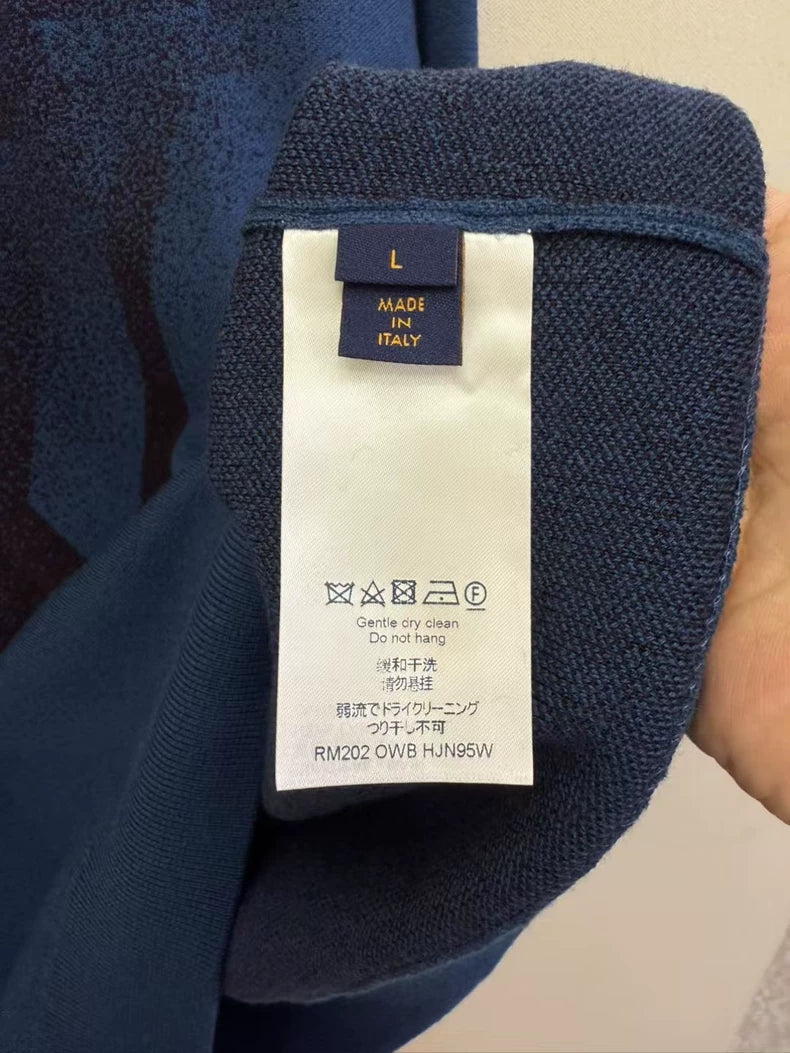 L
MADE
IN
ITALY
F
Gentle dry clean
Do not hang
缓和干洗
请勿悬挂
弱流でドライクリーニング
つり干し不可
RM202 OWB HJN95W